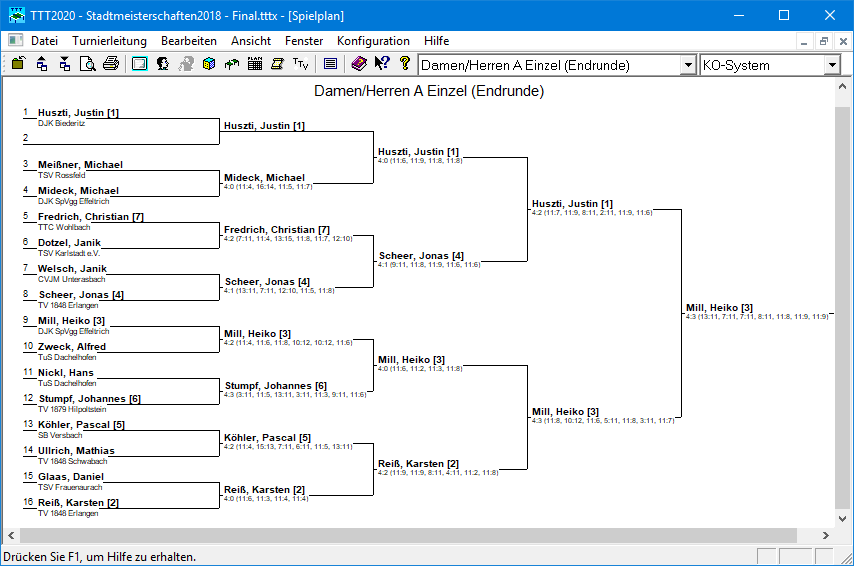 TTT2020 - Stadtmeisterschaften2018 - Final.tttx - [Spielplan]
Datei Turnierleitung Bearbeiten Ansicht Fenster Konfiguration Hilfe
Damen/Herren A Einzel (Endrunde) KO-System
Damen/Herren A Einzel (Endrunde)
1 Huszti, Justin [1]
DJK Biederitz
2
3 Meißner, Michael
TSV Rossfeld
4 Mideck, Michael
DJK SpVgg Effeltrich
5 Fredrich, Christian [7]
TTC Wohlbach
6 Dotzel, Janik
TSV Karlstadt e.V.
7 Welsch, Janik
CVJM Unterasbach
8 Scheer, Jonas [4]
TV 1848 Erlangen
9 Mill, Heiko [3]
DJK SpVgg Effeltrich
10 Zweck, Alfred
TuS Dachelhofen
11 Nickl, Hans
TuS Dachelhofen
12 Stumpf, Johannes [6]
TV 1879 Hilpoltstein
13 Köhler, Pascal [5]
SB Versbach
14 Ullrich, Mathias
TV 1848 Schwabach
15 Glaas, Daniel
TSV Frauenaurach
16 Reiß, Karsten [2]
TV 1848 Erlangen
Huszti, Justin [1]
Mideck, Michael
4:0 (11:4, 16:14, 11:5, 11:7)
Fredrich, Christian [7]
4:2 (7:11, 11:4, 13:15, 11:8, 11:7, 12:10)
Scheer, Jonas [4]
4:1 (13:11, 7:11, 12:10, 11:5, 11:8)
Mill, Heiko [3]
4:2 (11:4, 11:6, 11:8, 10:12, 10:12, 11:6)
Stumpf, Johannes [6]
4:3 (3:11, 11:5, 13:11, 3:11, 11:3, 9:11, 11:6)
Köhler, Pascal [5]
4:2 (11:4, 15:13, 7:11, 6:11, 11:5, 13:11)
Reiß, Karsten [2]
4:0 (11:6, 11:3, 11:4, 11:4)
Huszti, Justin [1]
4:0 (11:6, 11:9, 11:8, 11:8)
Scheer, Jonas [4]
4:1 (9:11, 11:8, 11:9, 11:6, 11:6)
Mill, Heiko [3]
4:0 (11:6, 11:2, 11:3, 11:8)
Reiß, Karsten [2]
4:2 (11:9, 11:9, 8:11, 4:11, 11:2, 11:8)
Huszti, Justin [1]
4:2 (11:7, 11:9, 8:11, 2:11, 11:9, 11:6)
Mill, Heiko [3]
4:3 (11:8, 10:12, 11:6, 5:11, 11:8, 3:11, 11:7)
Mill, Heiko [3]
4:3 (13:11, 7:11, 7:11, 8:11, 11:8, 11:9, 11:9)
Drücken Sie F1, um Hilfe zu erhalten.